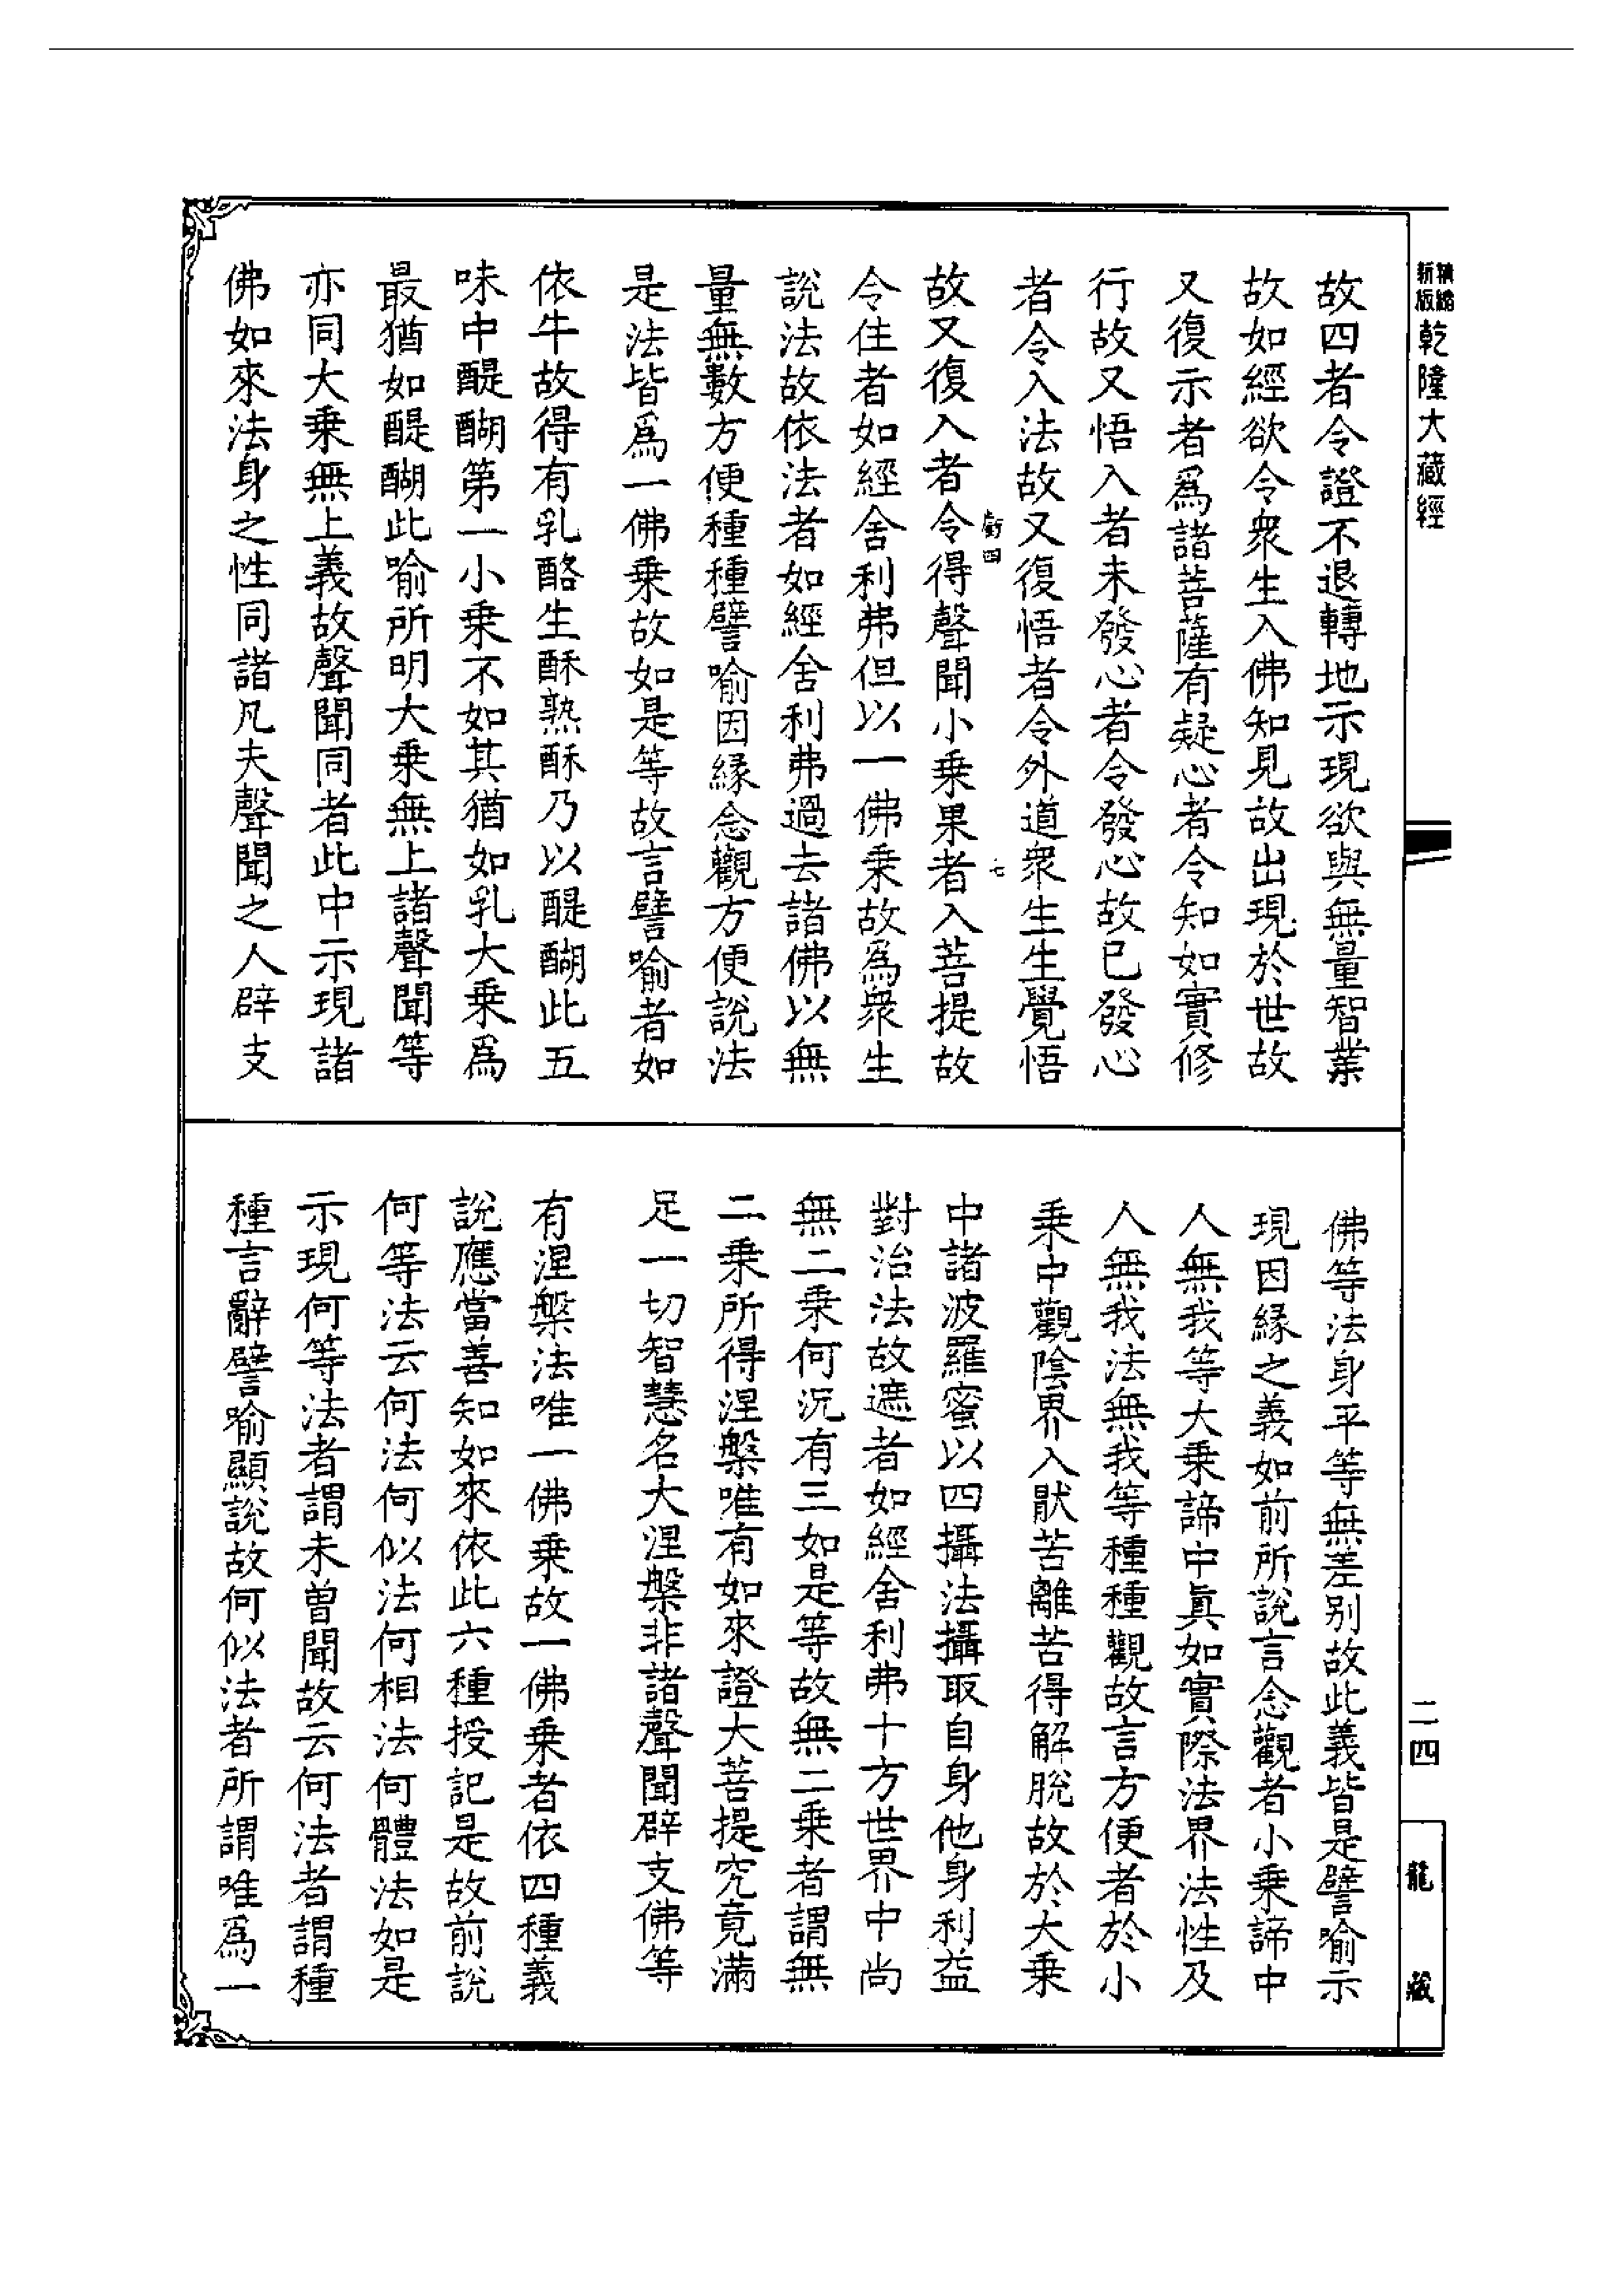 新版
精縮
乾隆大藏經
故四者令證不退轉地示現欲與無量智業
故如經欲令衆生入佛知見故出現於世故
又復示者爲諸菩薩有疑心者令知如實修
行故又悟入者未發心者令發心故已發心
者令入法故又復悟者令外道衆生生覺悟
四 七
故又復入者令得聲聞小乘果者入菩提故
令住者如經舍利弗但以一佛乘故爲衆生
說法故依法者如經舍利弗過去諸佛以無
量無數方便種種譬喻因緣念觀方便說法
是法皆爲一佛乘故如是等故言譬喻者如
依牛故得有乳酪生酥熟酥乃以醍醐此五
味中醍醐第一小乘不如其猶如乳大乘爲
最猶如醍醐此喻所明大乘無上諸聲聞等
亦同大乘無上義故聲聞同者此中示現諸
佛如來法身之性同諸凡夫聲聞之人辟支
佛等法身平等無差别故此義皆是譬喻示
現因緣之義如前所說言念觀者小乘諦中
人無我等大乘諦中眞如實際法界法性及
人無我法無我等種種觀故言方便者於小
乘中觀陰界入猒苦離苦得解脫故於大乘
中諸波羅蜜以四攝法攝取自身他身利益
對治法故遮者如經舍利弗十方世界中尚
無二乘何況有三如是等故無二乘者謂無
二乘所得涅槃唯有如來證大菩提究竟滿
足一切智慧名大涅槃非諸聲聞辟支佛等
有涅槃法唯一佛乘故一佛乘者依四種義
說應當善知如來依此六種授記是故前說
何等法云何法何似法何相法何體法如是
示現何等法者謂未曾聞故云何法者謂種
種言辭譬喻顯說故何似法者所謂唯爲一
二四
龍藏